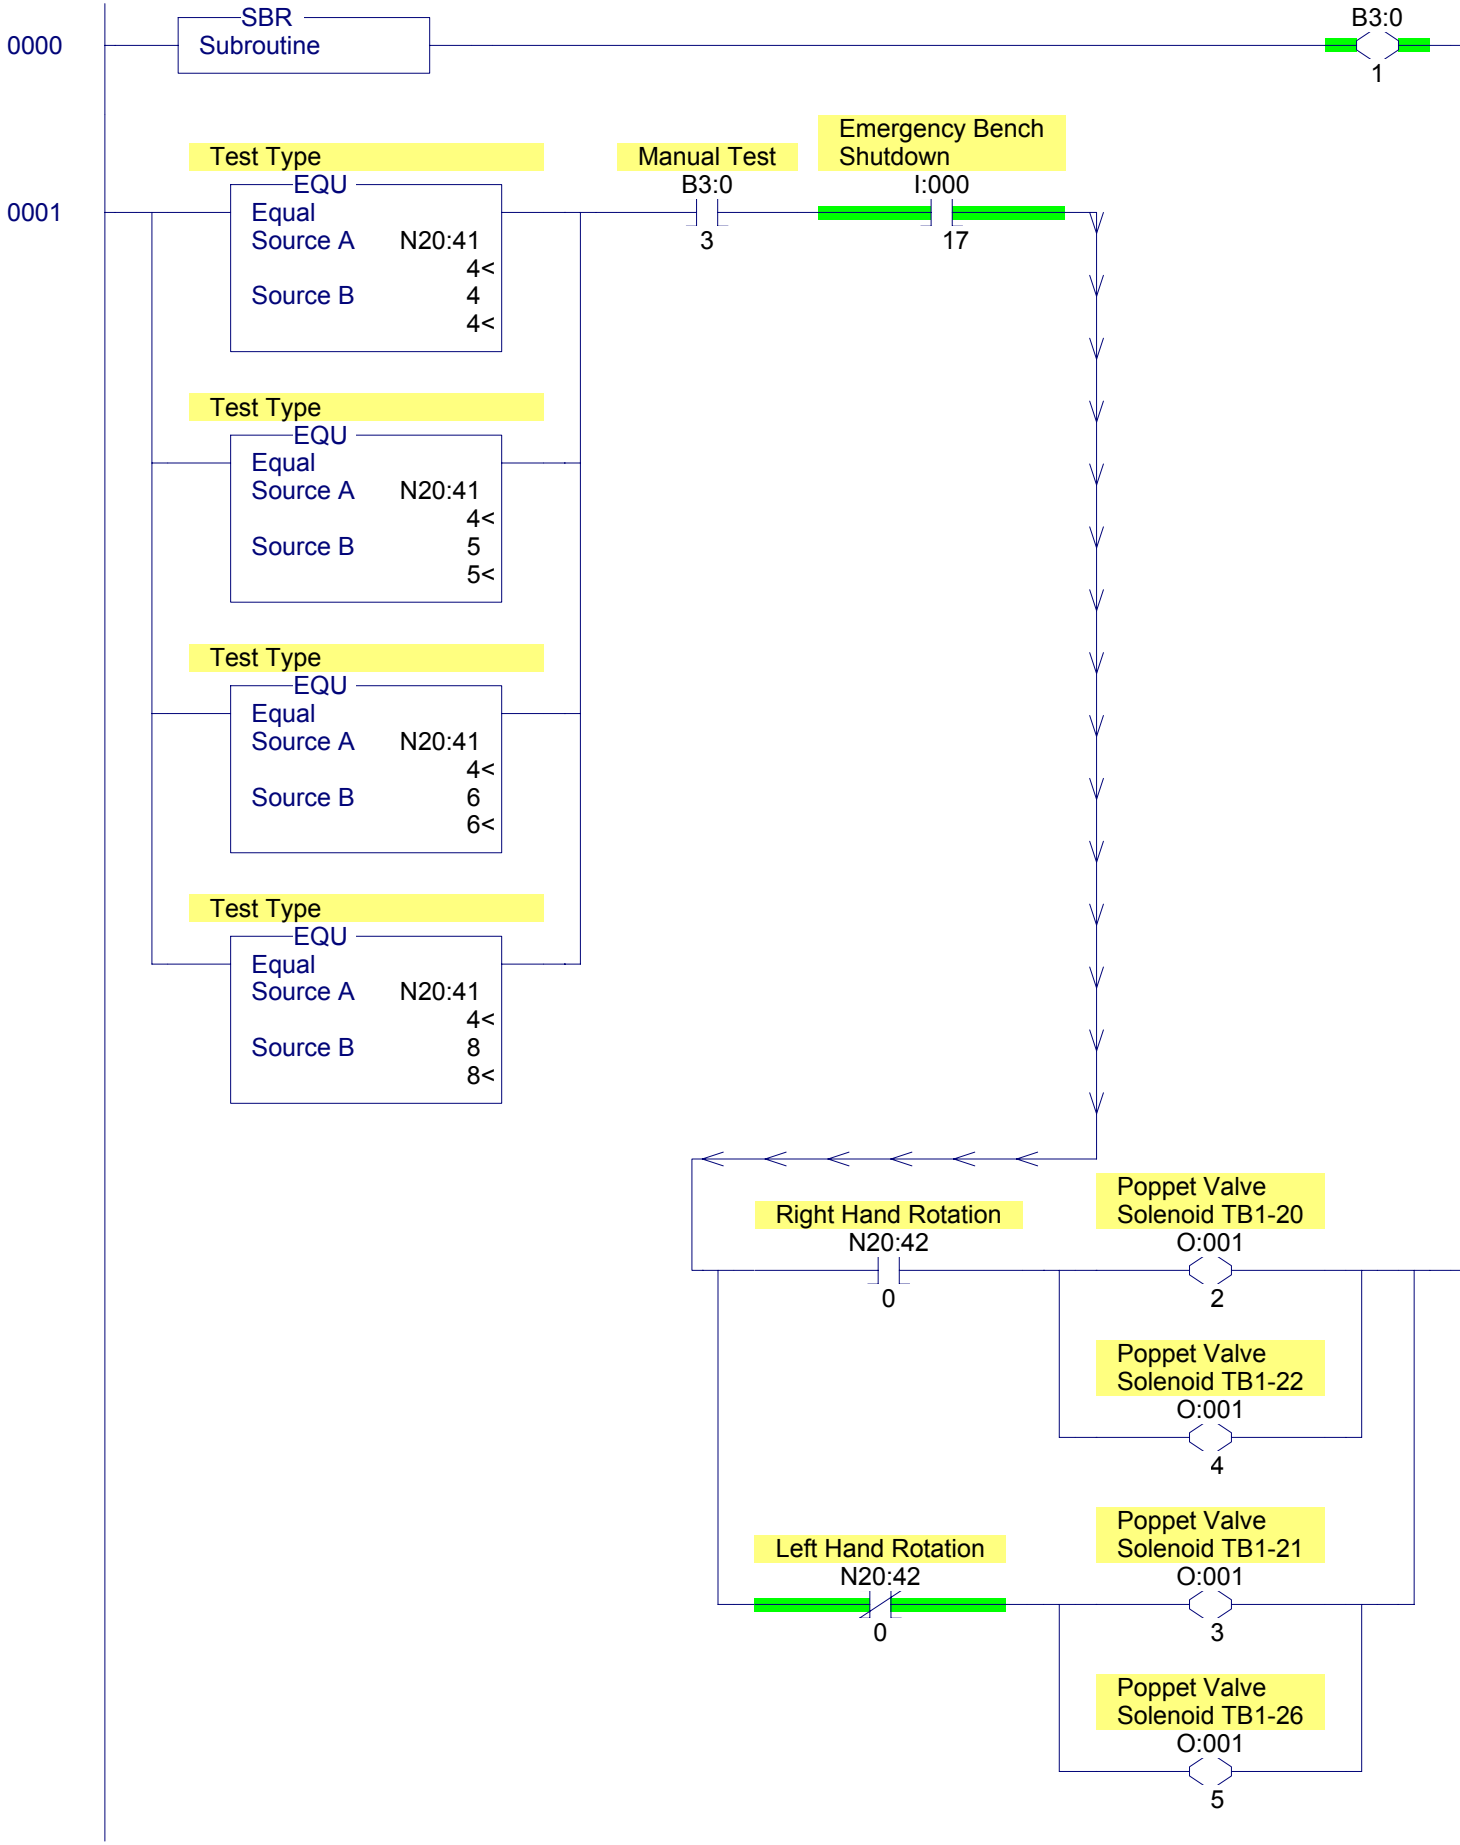 SBR
Subroutine
0000
B3:0
1
Test Type
Manual Test
Emergency Bench
Shutdown
0001
EQU
Equal
Source A N20:41
4<
Source B 4
4<
B3:0
3
I:000
17
Test Type
EQU
Equal
Source A N20:41
4<
Source B 5
5<
Test Type
EQU
Equal
Source A N20:41
4<
Source B 6
6<
Test Type
EQU
Equal
Source A N20:41
4<
Source B 8
8<
Right Hand Rotation
N20:42
0
Poppet Valve
Solenoid TB1-20
O:001
2
Poppet Valve
Solenoid TB1-22
O:001
4
Left Hand Rotation
N20:42
0
Poppet Valve
Solenoid TB1-21
O:001
3
Poppet Valve
Solenoid TB1-26
O:001
5